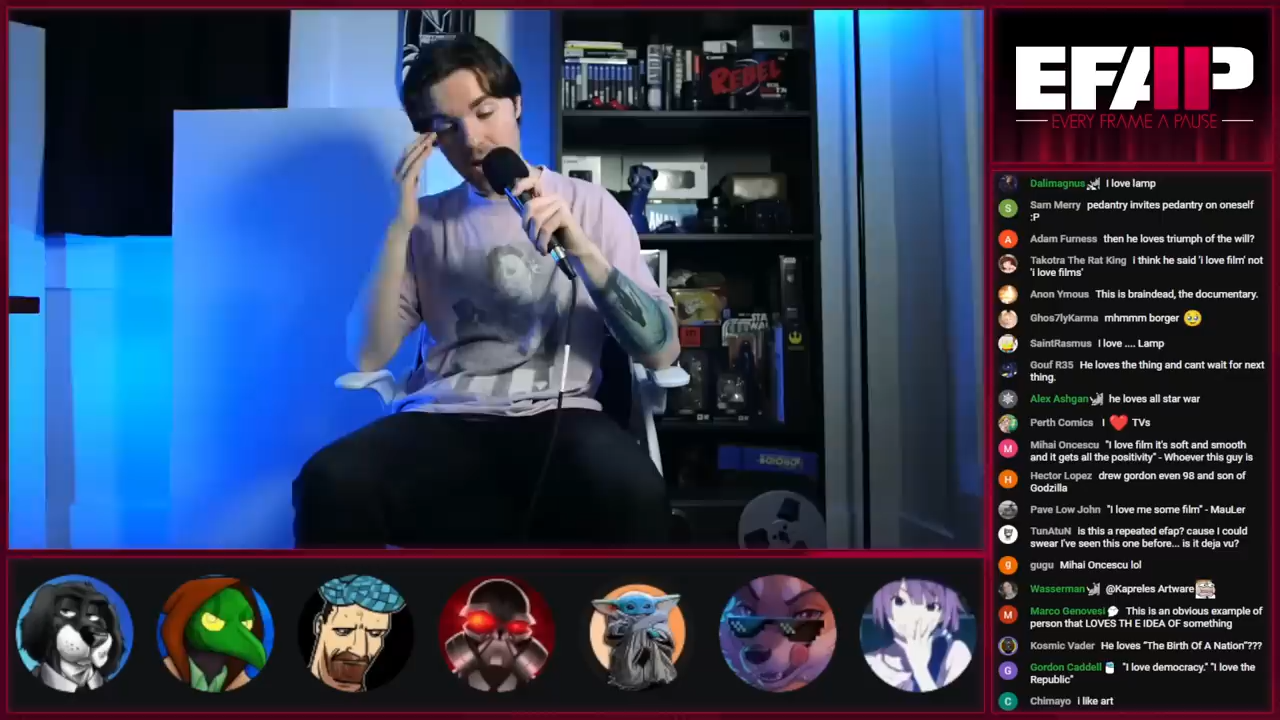 REBEL
STAR
EFAP
EVERY FRAME A PAUSE
Dalimagnus I love lamp
Sam Merry pedantry invites pedantry on oneself
:P
Adam Furness then he loves triumph of the will?
Takotra The Rat King i think he said 'i love film' not
'i love films'
Anon Ymous This is braindead, the documentary.
Ghos7lyKarma mhmmm borger
SaintRasmus I love .... Lamp
Gouf R35 He loves the thing and cant wait for next
thing.
Alex Ashgan he loves all star war
Perth Comics I ❤️ TVs
Mihai Oncescu "I love film it's soft and smooth
and it gets all the positivity" - Whoever this guy is
Hector Lopez drew gordon even 98 and son of
Godzilla
Pave Low John "I love me some film" - MauLer
TunAtuN is this a repeated efap? cause I could
swear I've seen this one before... is it deja vu?
gugu Mihai Oncescu lol
Wasserman @Kapreles Artware
Marco Genovesi This is an obvious example of
person that LOVES TH E IDEA OF something
Kosmic Vader He loves "The Birth Of A Nation"???
Gordon Caddell "I love democracy." "I love the
Republic"
Chimayo i like art